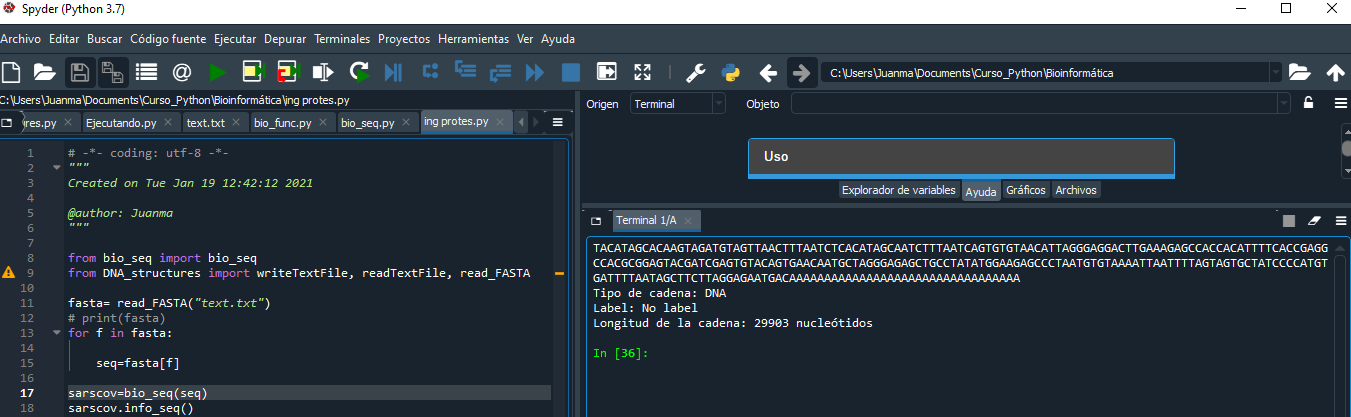 Spyder (Python 3.7)
Archivo Editar Buscar Código fuente Ejecutar Depurar Terminales Proyectos Herramientas Ver Ayuda
C:\Users\Juanma\Documents\Curso_Python\Bioinformática
C:\Users\Juanma\Documents\Curso_Python\Bioinformática\ing protes.py
res.py Ejecutando.py text.txt bio_func.py bio_seq.py ing protes.py
1 # -*- coding: utf-8 -*-
2 """
3 Created on Tue Jan 19 12:42:12 2021
4
5 @author: Juanma
6 """
7
8 from bio_seq import bio_seq
9 from DNA_structures import writeTextFile, readTextFile, read_FASTA
10
11 fasta= read_FASTA("text.txt")
12 # print(fasta)
13 for f in fasta:
14
15 seq=fasta[f]
16
17 sarscov=bio_seq(seq)
18 sarscov.info_seq()
Origen Terminal Objeto
Uso
Explorador de variables Ayuda Gráficos Archivos
Terminal 1/A
TACATAGCACAAGTAGATGTAGTTAACTTTAATCTCACATAGCAATCTTTAATCAGTGTGTAACATTAGGGAGGACTTGAAAGAGCCACCACATTTTCACCGAGG
CCACGCGGAGTACGATCGAGTGTACAGTGAACAATGCTAGGGAGAGCTGCCTATATGGAAGAGCCCTAATGTGTAAAATTAATTTTAGTAGTGCTATCCCCATGT
GATTTTAATAGCTTCTTAGGAGAATGACAAAAAAAAAAAAAAAAAAAAAAAAAAAAAAAAA
Tipo de cadena: DNA
Label: No label
Longitud de la cadena: 29903 nucleótidos
In [36]: